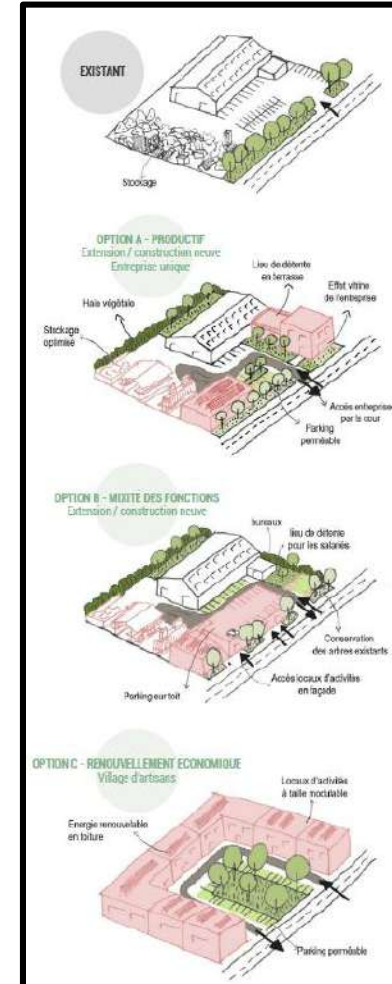 EXISTANT
Stockage
OPTION A - PRODUCTIF
Extension / construction neuve
Entreprise unique
Lieu de détente
en terrasse
Effet vitrine
de l'entreprise
Haie végétale
Stockage
optimisé
Accès entreprise
par la cour
Parking
perméable
OPTION B - MIXITE DES FONCTIONS
Extension / construction neuve
bureaux
lieu de détente
pour les salariés
Conservation
des arbres existants
Accès locaux d'activités
en façade
Parking sur toit
OPTION C - RENOUVELLEMENT ECONOMIQUE
Village d'artisans
Locaux d'activités
à taille modulable
Energie renouvelable
en toiture
Parking perméable